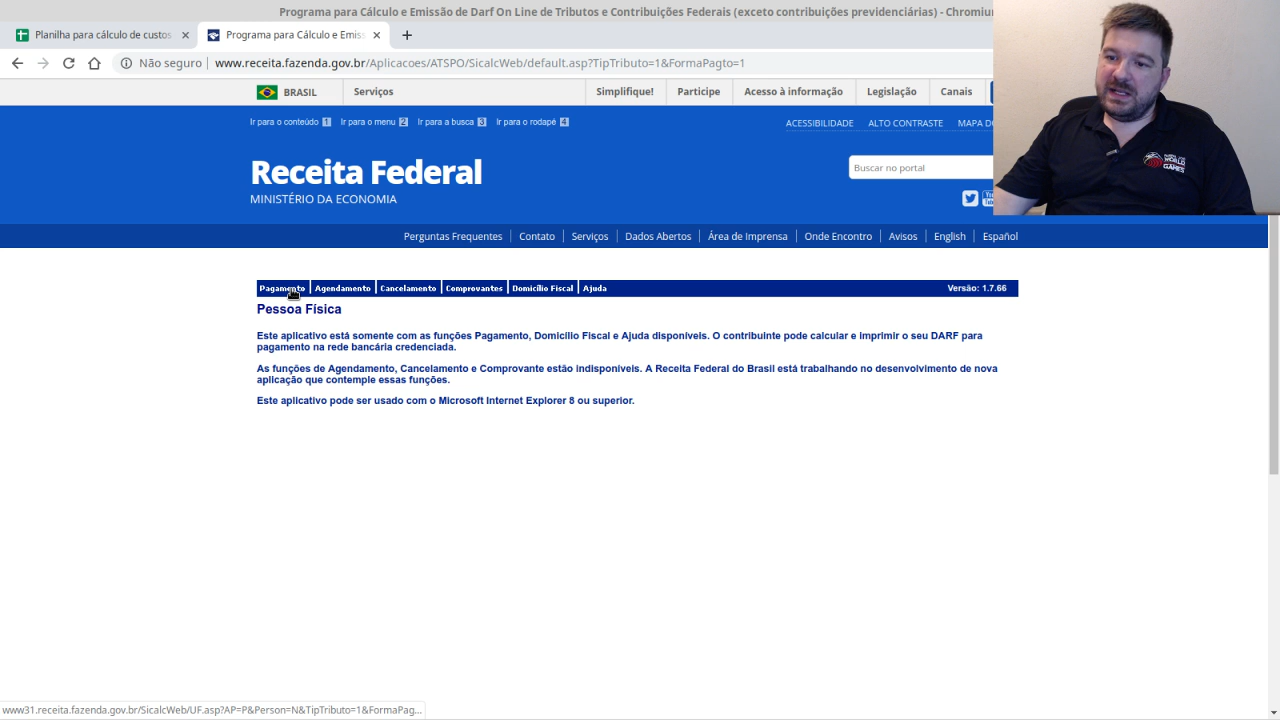 Programa para Cálculo e Emissão de Darf On Line de Tributos e Contribuições Federais (exceto contribuições previdenciárias) - Chromiu
Planilha para cálculo de custos
Programa para Cálculo e Emiss
Não seguro
www.receita.fazenda.gov.br/Aplicacoes/ATSPO/SicalcWeb/default.asp?TipTributo=1&FormaPagto=1
BRASIL Serviços Simplifique! Participe Acesso à informação Legislação Canais
Ir para o conteúdo 1 Ir para o menu 2 Ir para a busca 3 Ir para o rodapé 4
ACESSIBILIDADE ALTO CONTRASTE MAPA D
Receita Federal
Buscar no portal
MINISTÉRIO DA ECONOMIA
Perguntas Frequentes Contato Serviços Dados Abertos Área de Imprensa Onde Encontro Avisos English Español
Pagamento Agendamento Cancelamento Comprovantes Domicílio Fiscal Ajuda Versão: 1.7.66
Pessoa Física
Este aplicativo está somente com as funções Pagamento, Domicílio Fiscal e Ajuda disponíveis. O contribuinte pode calcular e imprimir o seu DARF para
pagamento na rede bancária credenciada.
As funções de Agendamento, Cancelamento e Comprovante estão indisponíveis. A Receita Federal do Brasil está trabalhando no desenvolvimento de nova
aplicação que contemple essas funções.
Este aplicativo pode ser usado com o Microsoft Internet Explorer 8 ou superior.
WORLD
GAMES
www31.receita.fazenda.gov.br/SicalcWeb/UF.asp?AP=P&Person=N&TipTributo=1&FormaPag...